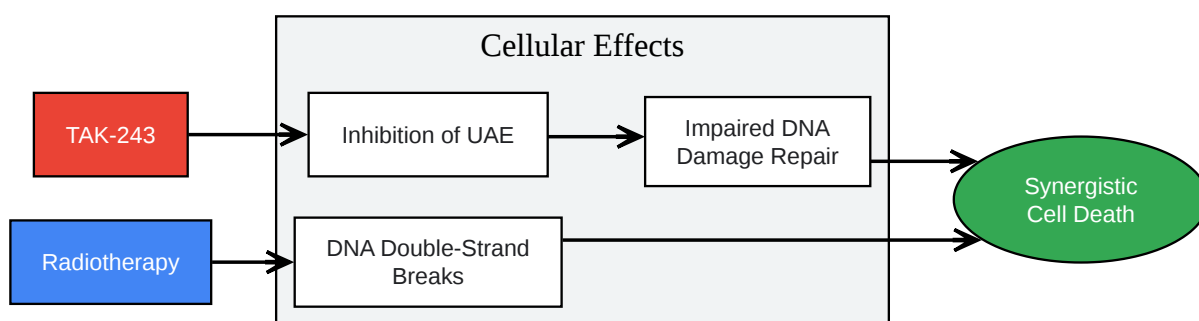 Cellular Effects
TAK-243
Inhibition of UAE
Impaired DNA
Damage Repair
Synergistic
Cell Death
Radiotherapy
DNA Double-Strand
Breaks